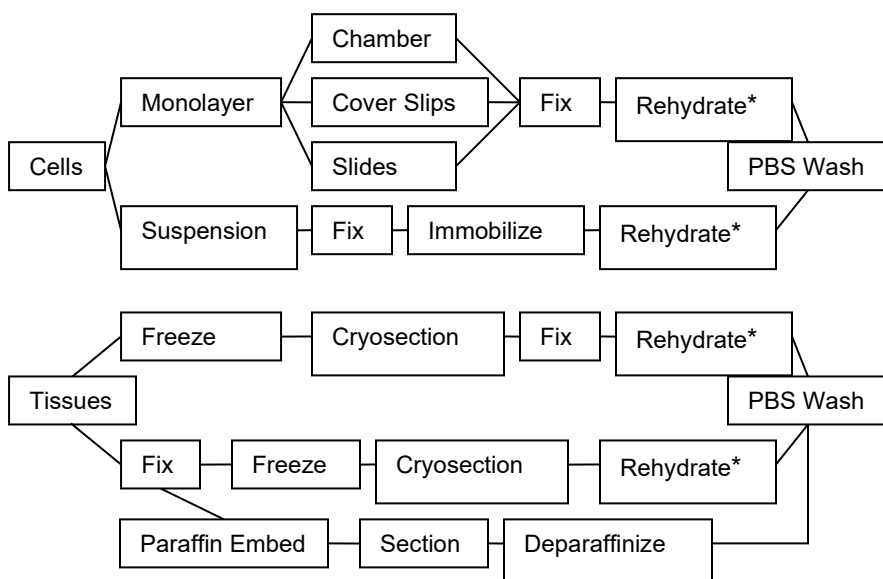 Chamber
Monolayer
Cover Slips
Fix
Rehydrate*
Cells
Slides
PBS Wash
Suspension
Fix
Immobilize
Rehydrate*
Freeze
Cryosection
Fix
Rehydrate*
Tissues
PBS Wash
Fix
Freeze
Cryosection
Rehydrate*
Paraffin Embed
Section
Deparaffinize